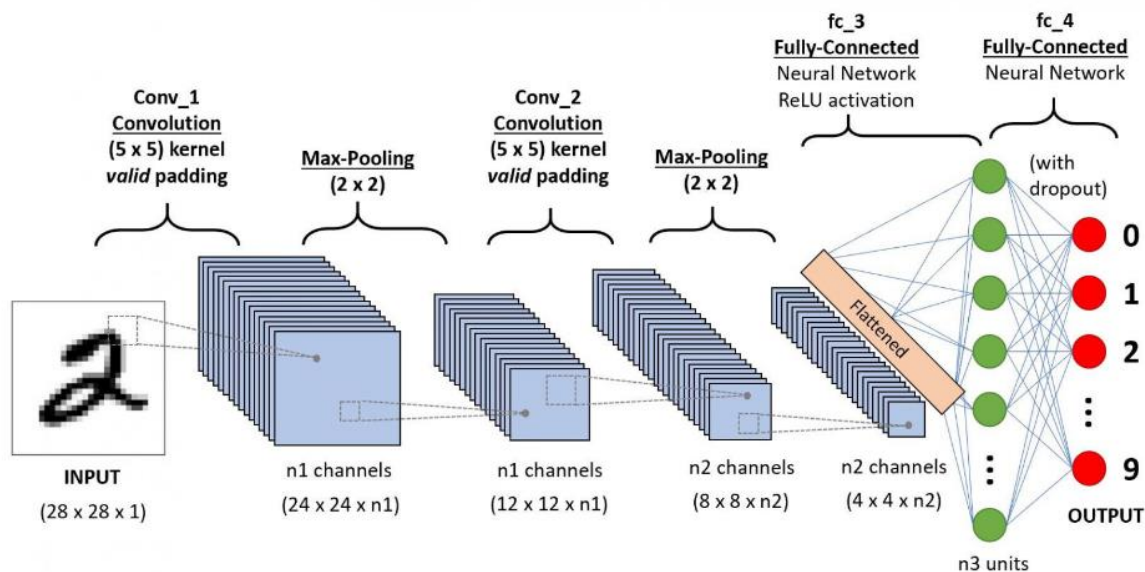 fc_3
Fully-Connected
Neural Network
ReLU activation
fc_4
Fully-Connected
Neural Network
Conv_1
Convolution
(5 x 5) kernel
valid padding
Max-Pooling
(2 x 2)
Conv_2
Convolution
(5 x 5) kernel
valid padding
Max-Pooling
(2 x 2)
(with
dropout)
Flattened
0
1
2
9
2
INPUT
(28 x 28 x 1)
n1 channels
(24 x 24 x n1)
n1 channels
(12 x 12 x n1)
n2 channels
(8 x 8 x n2)
n2 channels
(4 x 4 x n2)
OUTPUT
n3 units